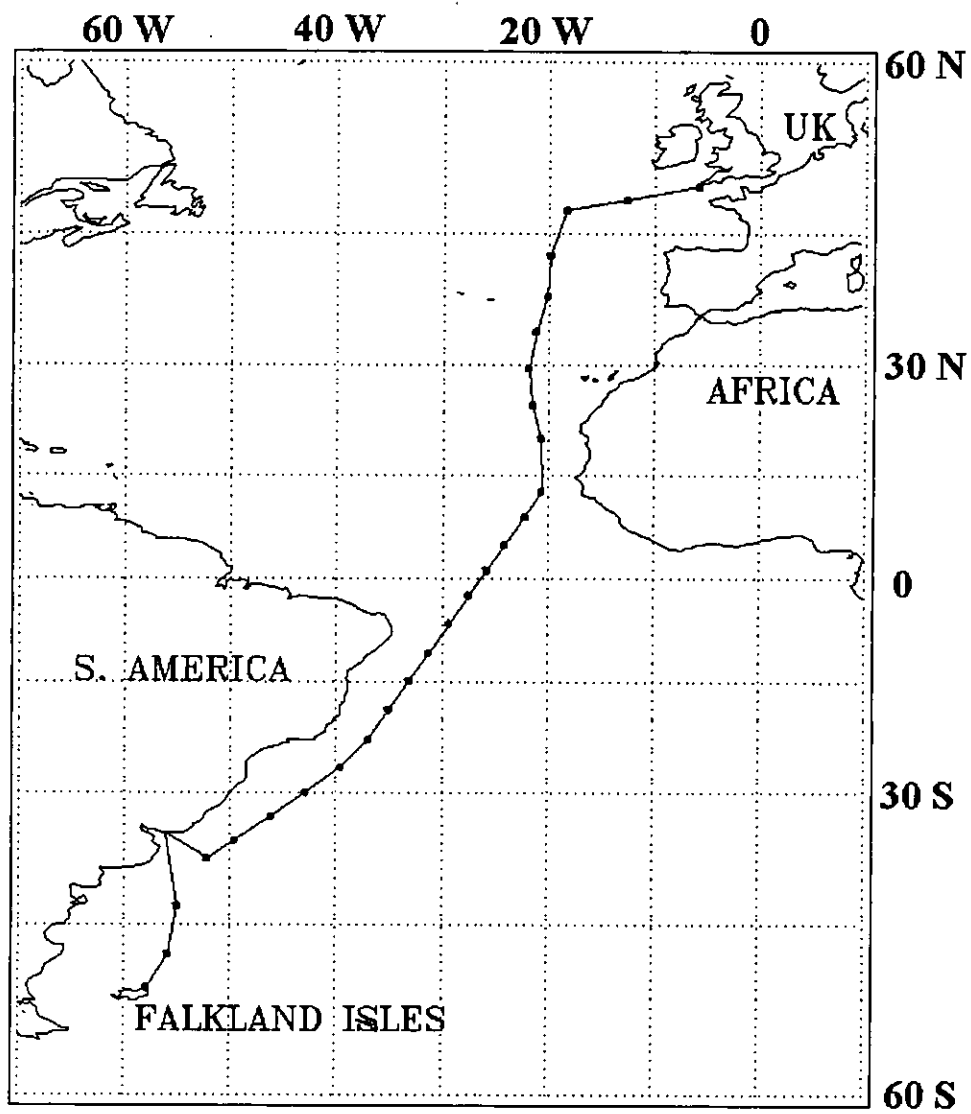 60 W 40 W 20 W 0
60 N
UK
30 N
AFRICA
0
S. AMERICA
30 S
FALKLAND ISLES
60 S